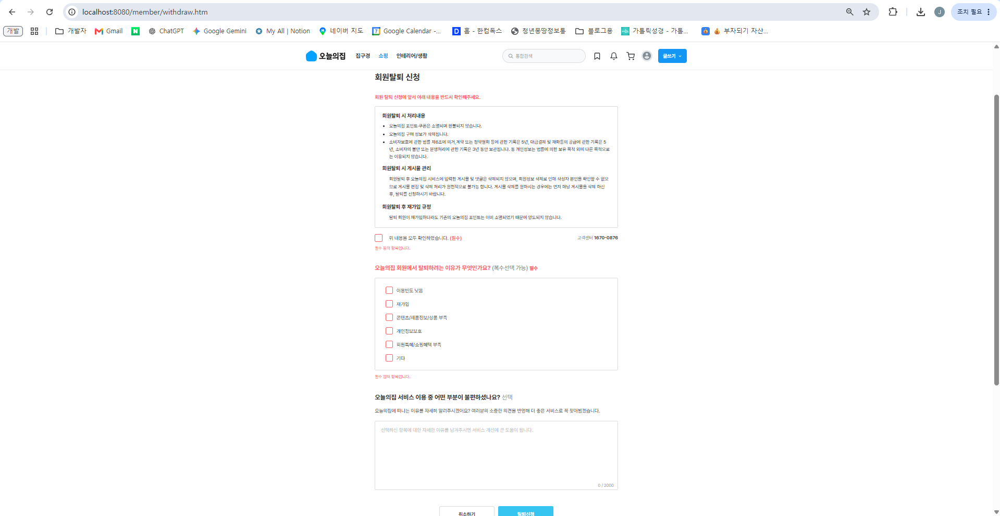 localhost:8080/member/withdraw.htm
조치 필요
개발
개발자
Gmail
N
ChatGPT
Google Gemini
My All | Notion
네이버 지도
7
Google Calendar -...
D
홈 - 한컴독스
청년몽땅정보통
블로그용
가톨릭성경 - 가톨...
부자되기 자산...
J
오늘의집
집구경
쇼핑
인테리어/생활
통합검색
글쓰기
회원탈퇴 신청
회원 탈퇴 신청에 앞서 아래 내용을 반드시 확인해주세요.
회원탈퇴 시 처리내용
• 오늘의집 포인트·쿠폰은 소멸되며 환불되지 않습니다.
• 오늘의집 구매 정보가 삭제됩니다.
• 소비자보호에 관한 법률 제6조에 의거,계약 또는 청약철회 등에 관한 기록은 5년, 대금결제 및 재화등의 공급에 관한 기록은 5
년, 소비자의 불만 또는 분쟁처리에 관한 기록은 3년 동안 보관됩니다. 동 개인정보는 법률에 의한 보유 목적 외에 다른 목적으로
는 이용되지 않습니다.
회원탈퇴 시 게시물 관리
회원탈퇴 후 오늘의집 서비스에 입력한 게시물 및 댓글은 삭제되지 않으며, 회원정보 삭제로 인해 작성자 본인을 확인할 수 없으
므로 게시물 편집 및 삭제 처리가 원천적으로 불가능 합니다. 게시물 삭제를 원하시는 경우에는 먼저 해당 게시물을 삭제 하신
후, 탈퇴를 신청하시기 바랍니다.
회원탈퇴 후 재가입 규정
탈퇴 회원이 재가입하더라도 기존의 오늘의집 포인트는 이미 소멸되었기 때문에 양도되지 않습니다.
위 내용을 모두 확인하였습니다. (필수)
고객센터 1670-0876
필수 동의 항목입니다.
오늘의집 회원에서 탈퇴하려는 이유가 무엇인가요? (복수선택 가능) 필수
이용빈도 낮음
재가입
콘텐츠/제품정보/상품 부족
개인정보보호
회원특혜/쇼핑혜택 부족
기타
필수 입력 항목입니다.
오늘의집 서비스 이용 중 어떤 부분이 불편하셨나요? 선택
오늘의집에 떠나는 이유를 자세히 알려주시겠어요? 여러분의 소중한 의견을 반영해 더 좋은 서비스로 꼭 찾아뵙겠습니다.
선택하신 항목에 대한 자세한 이유를 남겨주시면 서비스 개선에 큰 도움이 됩니다.
0 / 2000
취소하기
탈퇴신청